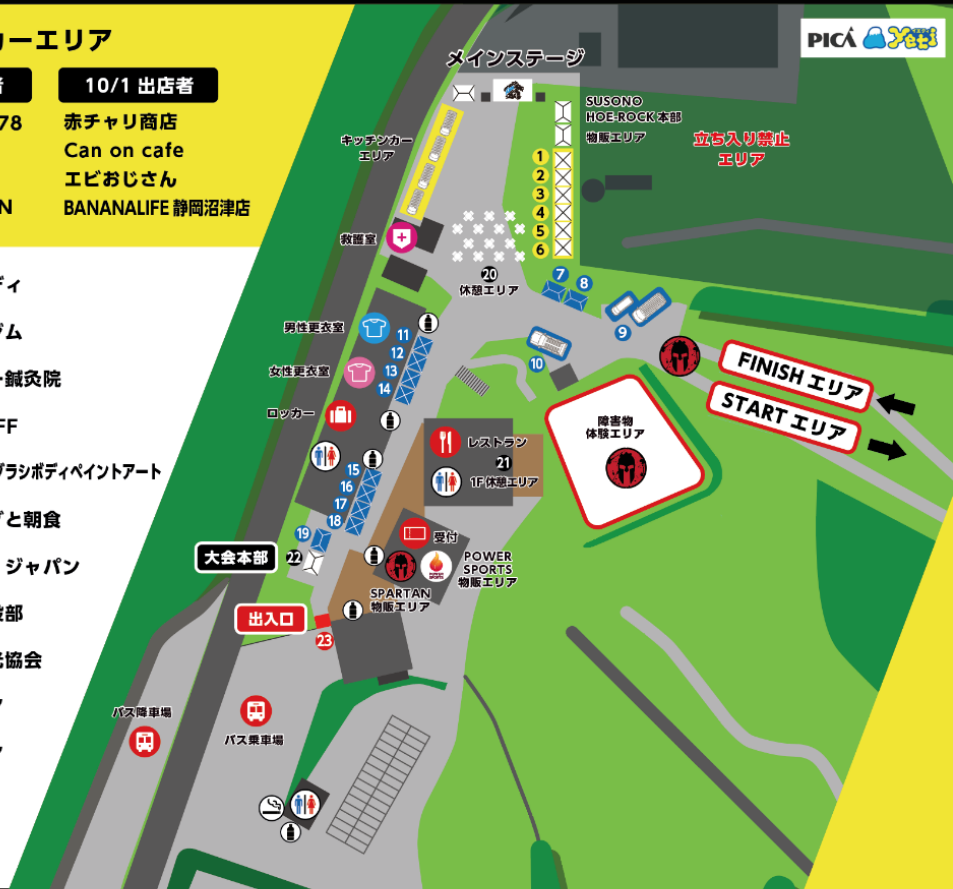 カーエリア
者
10/1 出店者
78
赤チャリ商店
Can on cafe
エビおじさん
N
BANANALIFE 静岡沼津店
ディ
ジム
鍼灸院
FF
ブラシボディペイントアート
と朝食
ジャパン
部
協会
PICA
Yeti
メインステージ
SUSONO
HOE-ROCK 本部
物販エリア
立ち入り禁止
エリア
キッチンカー
エリア
1
2
3
4
5
6
救護室
20
休憩エリア
7
8
9
10
男性更衣室
11
12
13
14
女性更衣室
ロッカー
FINISH エリア
START エリア
障害物
体験エリア
レストラン
21
1F 休憩エリア
15
16
17
18
19
22
大会本部
受付
POWER
SPORTS
物販エリア
SPARTAN
物販エリア
出入口
23
バス降車場
バス乗車場